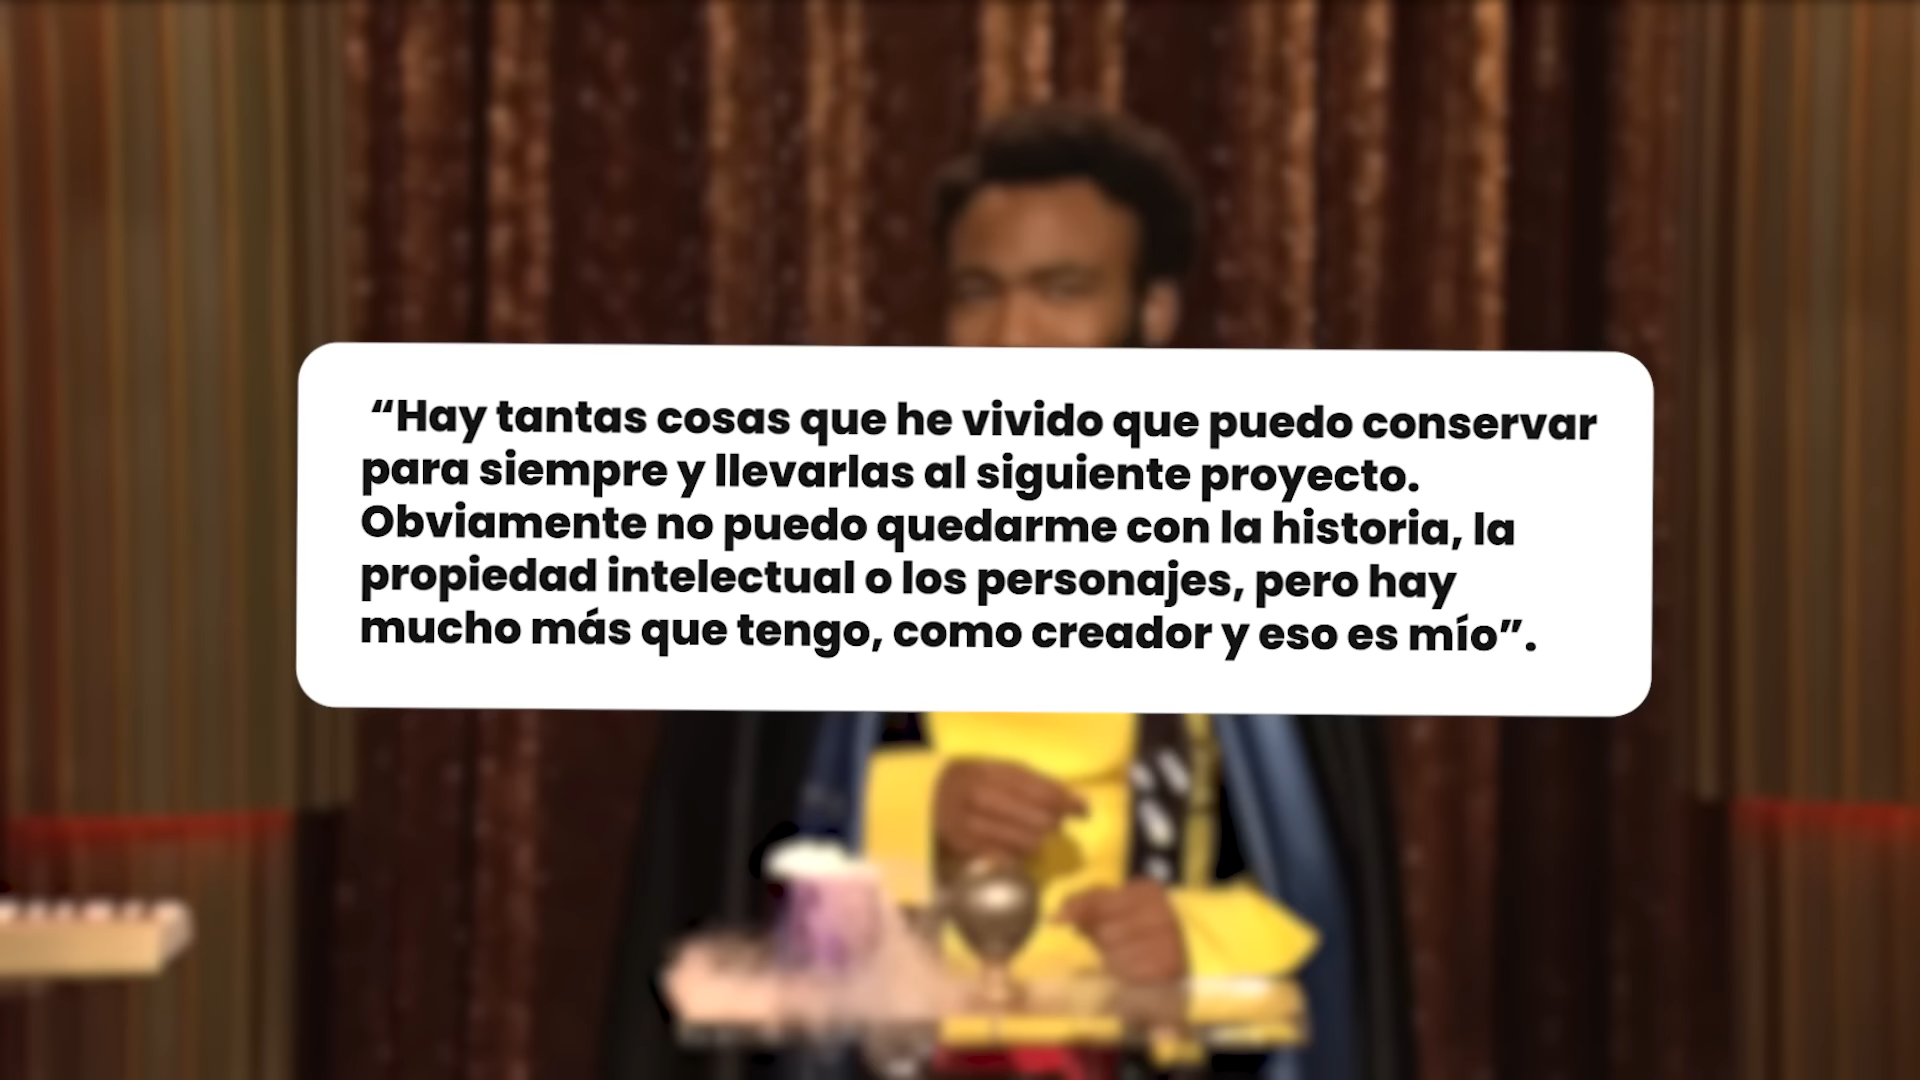 “Hay tantas cosas que he vivido que puedo conservar
para siempre y llevarlas al siguiente proyecto.
Obviamente no puedo quedarme con la historia, la
propiedad intelectual o los personajes, pero hay
mucho más que tengo, como creador y eso es mío”.